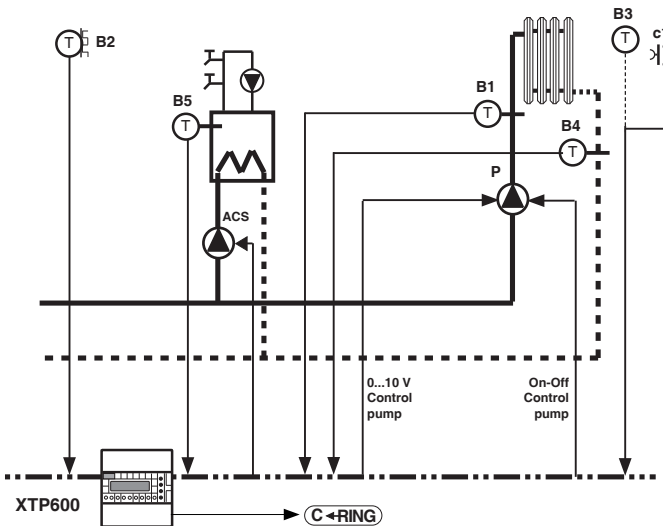 T B2
B3
T
B5
T
B1
T
B4
T
P
ACS
0...10 V
Control
pump
On-Off
Control
pump
XTP600
C RING